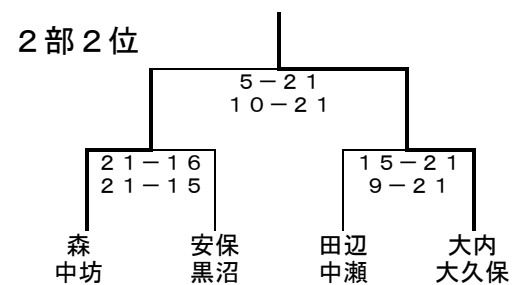 ２部２位
５－２１
１０－２１
２１－１６
２１－１５
１５－２１
９－２１
森
中坊
安保
黒沼
田辺
中瀬
大内
大久保